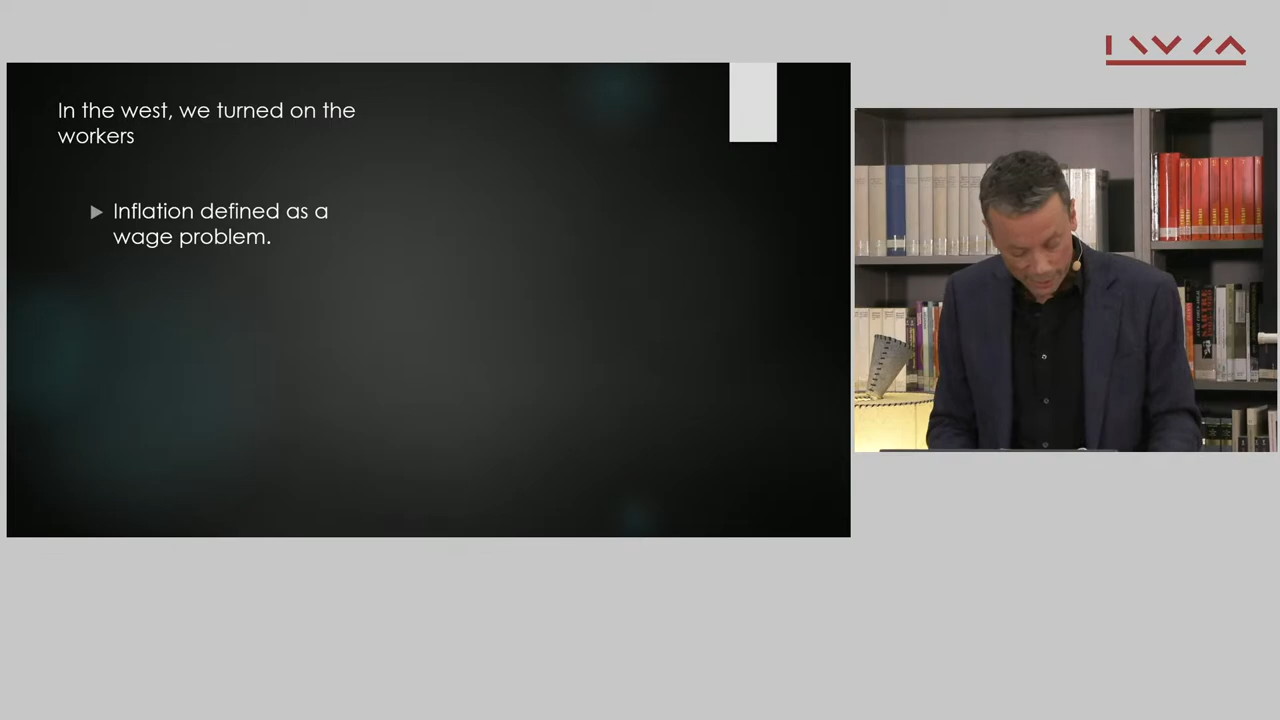 In the west, we turned on the
workers
Inflation defined as a
wage problem.